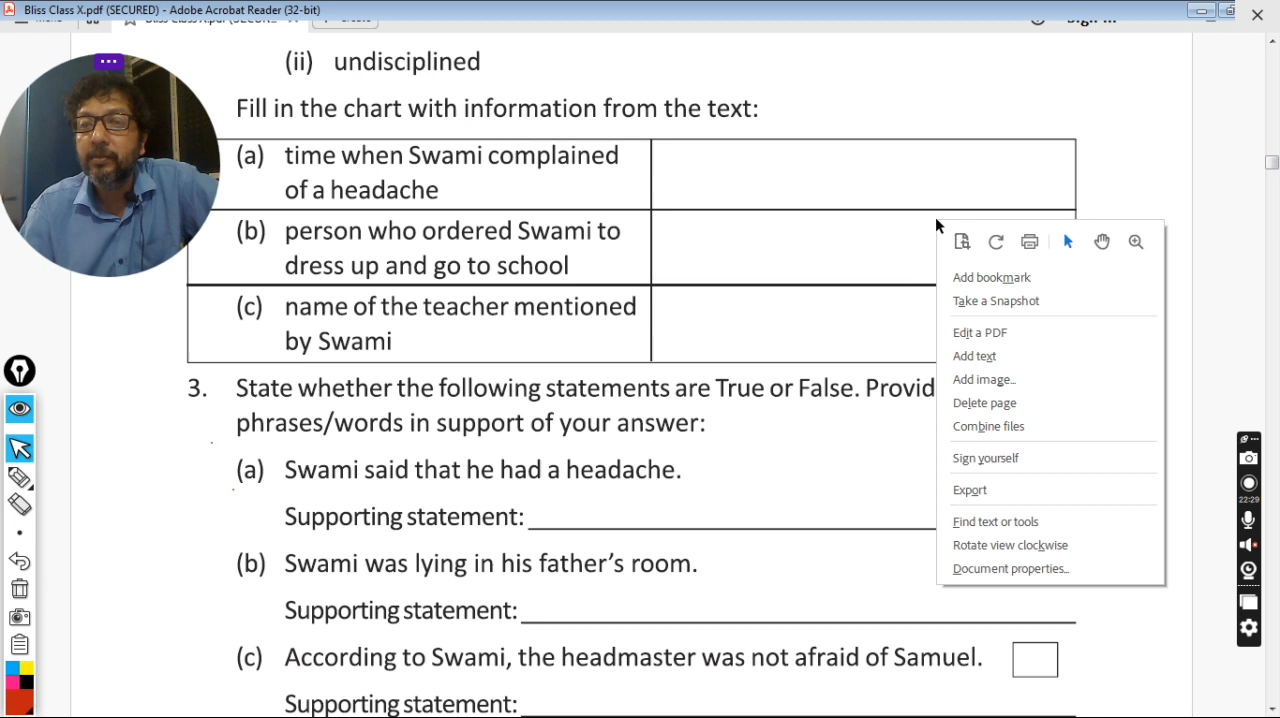 Bliss Class X.pdf (SECURED) - Adobe Acrobat Reader (32-bit)
(ii) undisciplined
Fill in the chart with information from the text:
(a) time when Swami complained
of a headache
(b) person who ordered Swami to
dress up and go to school
(c) name of the teacher mentioned
by Swami
3. State whether the following statements are True or False. Provid
phrases/words in support of your answer:
(a) Swami said that he had a headache.
Supporting statement:
(b) Swami was lying in his father's room.
Supporting statement:
(c) According to Swami, the headmaster was not afraid of Samuel.
Supporting statement:
Add bookmark
Take a Snapshot
Edit a PDF
Add text
Add image...
Delete page
Combine files
Sign yourself
Export
Find text or tools
Rotate view clockwise
Document properties...
22:29